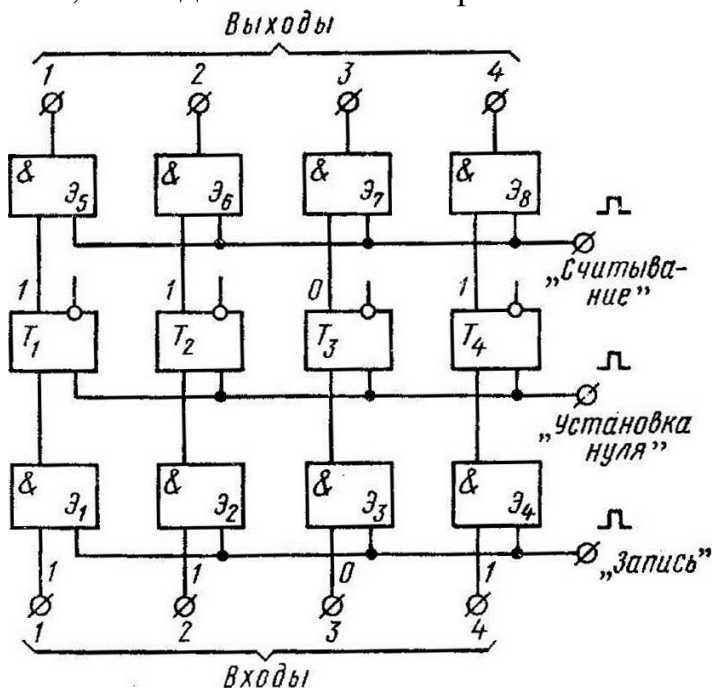 Выходы
1 2 3 4
& Э5 & Э6 & Э7 & Э8
„Считыва-
ние”
1 1 0 1
T1 T2 T3 T4
„Установка
нуля”
& Э1 & Э2 & Э3 & Э4
„Запись”
1 1 0 1
1 2 3 4
Входы